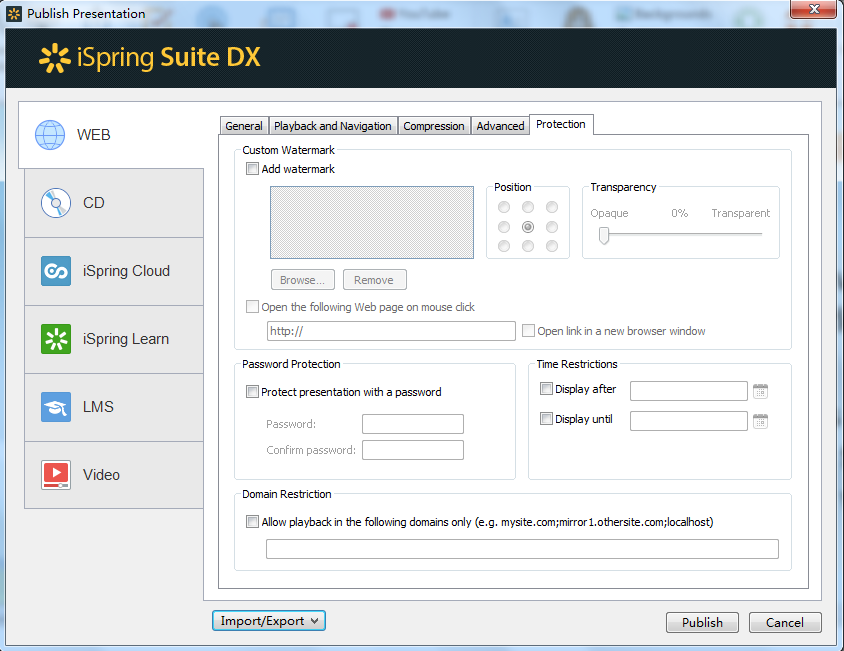 Publish Presentation
YouTube
Backgrounds
iSpring Suite DX
WEB
CD
iSpring Cloud
iSpring Learn
LMS
Video
General Playback and Navigation Compression Advanced Protection
Custom Watermark
Add watermark
Position
Transparency
Opaque 0% Transparent
Browse... Remove
Open the following Web page on mouse click
http://
Open link in a new browser window
Password Protection
Protect presentation with a password
Password:
Confirm password:
Time Restrictions
Display after
Display until
Domain Restriction
Allow playback in the following domains only (e.g. mysite.com;mirror1.othersite.com;localhost)
Import/Export
Publish Cancel